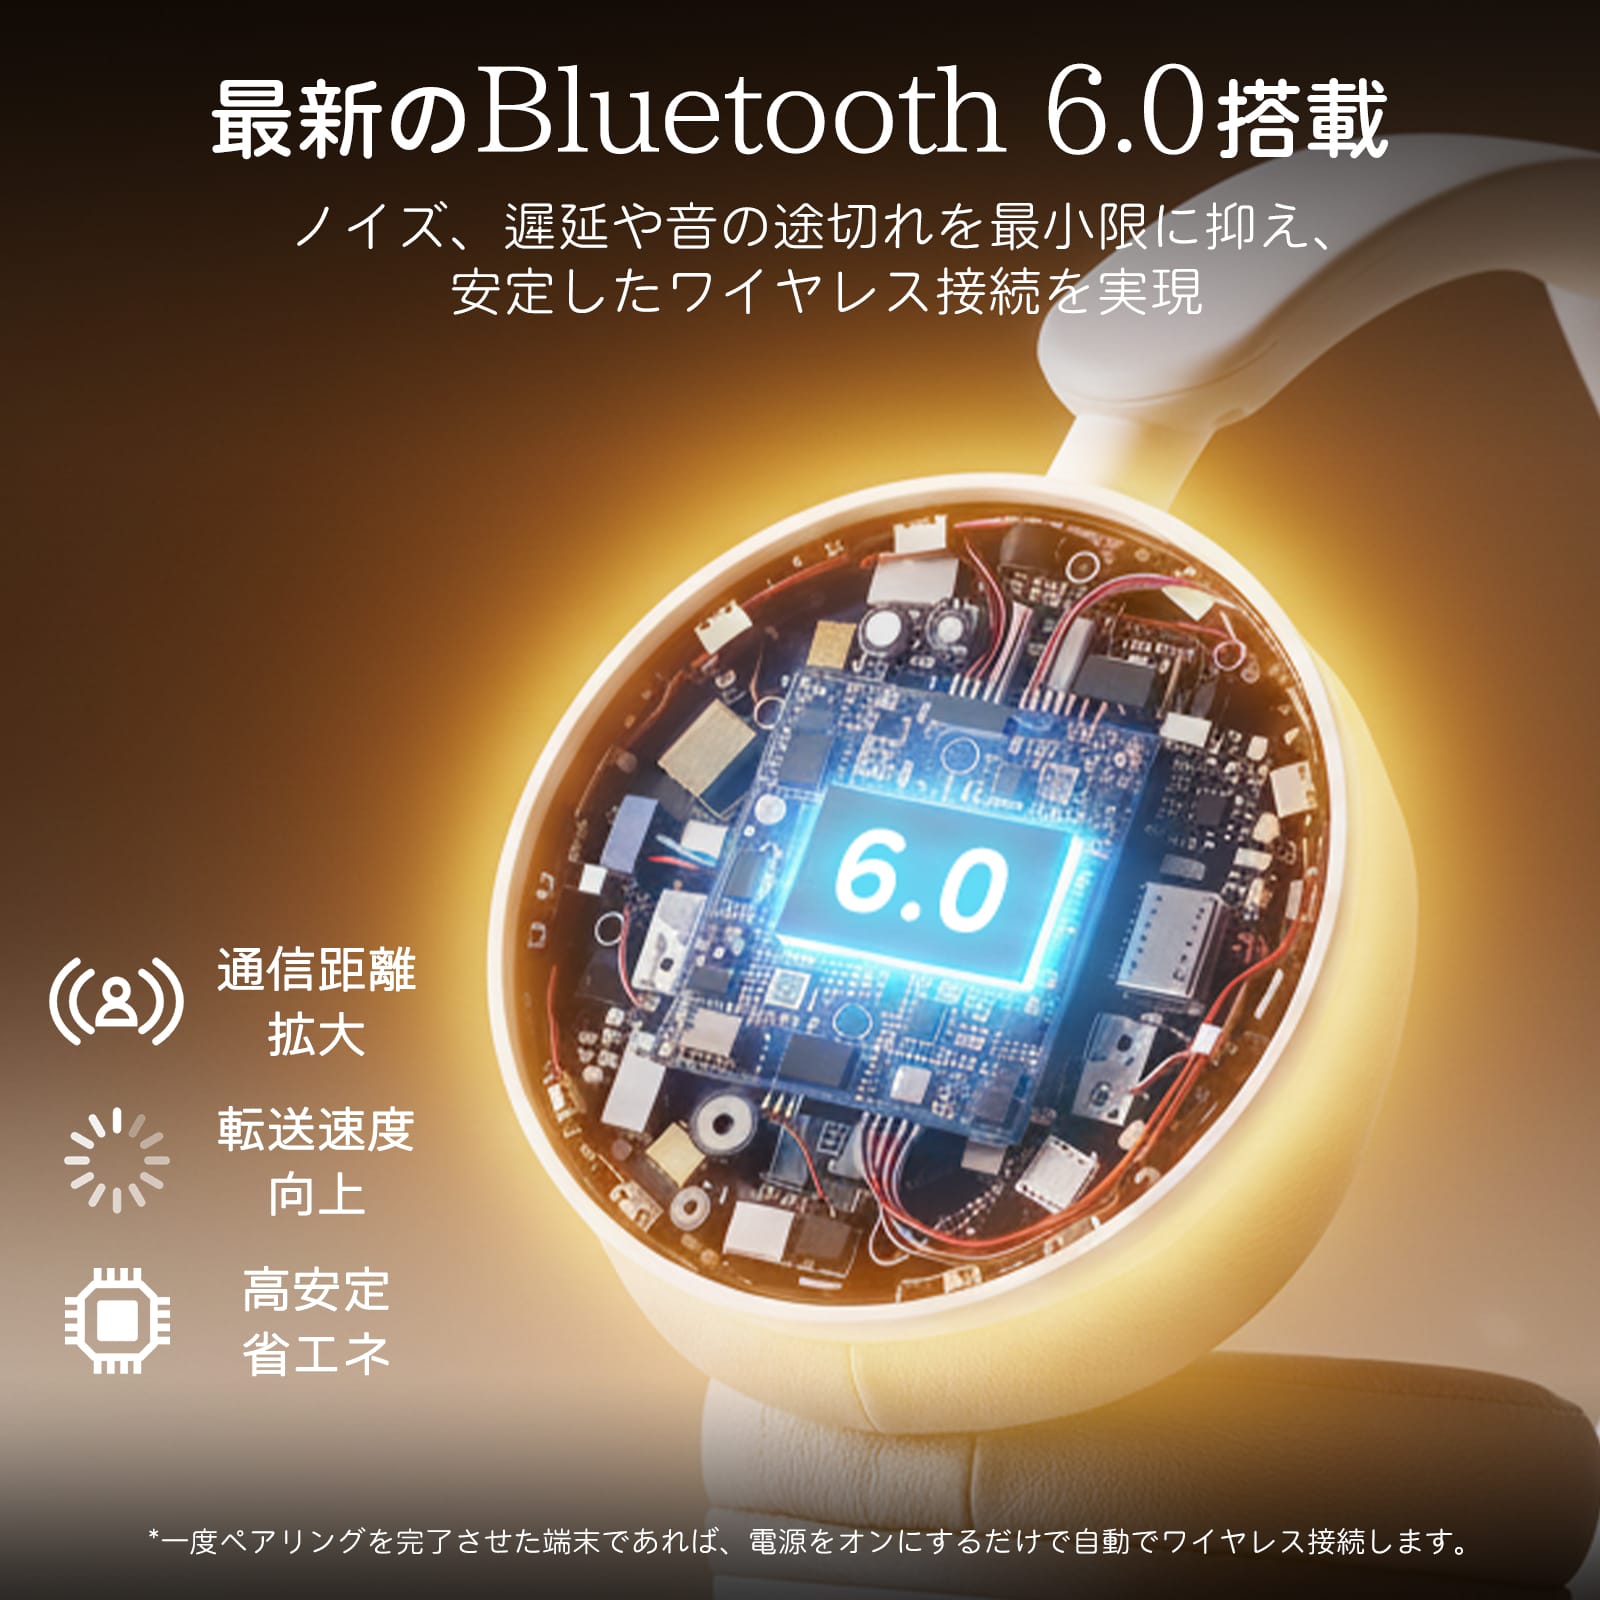 最新のBluetooth 6.0搭載
ノイズ、遅延や音の途切れを最小限に抑え、
安定したワイヤレス接続を実現
6.0
通信距離
拡大
転送速度
向上
高安定
省エネ
*一度ペアリングを完了させた端末であれば、電源をオンにするだけで自動でワイヤレス接続します。